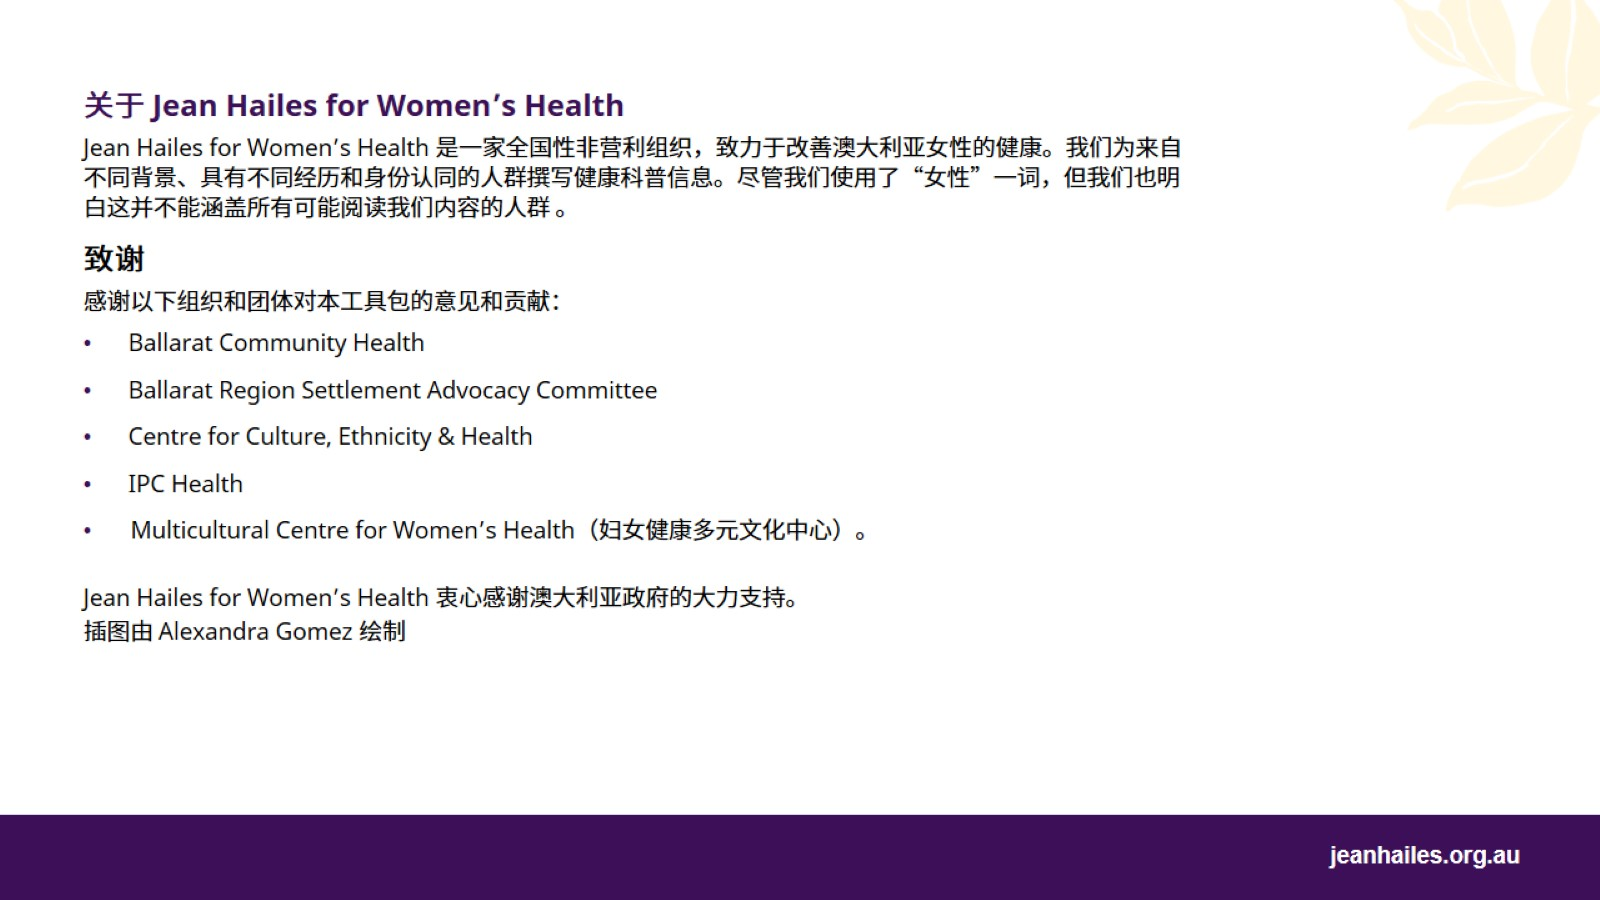 关于 Jean Hailes for Women’s Health
Jean Hailes for Women’s Health 是一家全国性非营利组织，致力于改善澳大利亚女性的健康。我们为来自
不同背景、具有不同经历和身份认同的人群撰写健康科普信息。尽管我们使用了“女性”一词，但我们也明
白这并不能涵盖所有可能阅读我们内容的人群 。
致谢
感谢以下组织和团体对本工具包的意见和贡献：
• Ballarat Community Health
• Ballarat Region Settlement Advocacy Committee
• Centre for Culture, Ethnicity & Health
• IPC Health
• Multicultural Centre for Women’s Health（妇女健康多元文化中心）。
Jean Hailes for Women’s Health 衷心感谢澳大利亚政府的大力支持。
插图由 Alexandra Gomez 绘制
jeanhailes.org.au